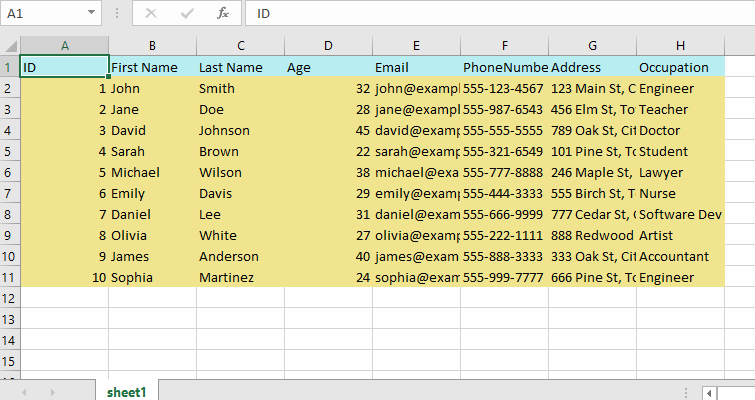 A1 fx ID
A B C D E F G H
1 ID First Name Last Name Age Email PhoneNumbe Address Occupation
2 1 John Smith 32 john@exampl 555-123-4567 123 Main St, C Engineer
3 2 Jane Doe 28 jane@exampl 555-987-6543 456 Elm St, To Teacher
4 3 David Johnson 45 david@examp 555-555-5555 789 Oak St, Cit Doctor
5 4 Sarah Brown 22 sarah@examp 555-321-6549 101 Pine St, To Student
6 5 Michael Wilson 38 michael@exa 555-777-8888 246 Maple St, Lawyer
7 6 Emily Davis 29 emily@examp 555-444-3333 555 Birch St, T Nurse
8 7 Daniel Lee 31 daniel@exam 555-666-9999 777 Cedar St, Software Dev
9 8 Olivia White 27 olivia@exam 555-222-1111 888 Redwood Artist
10 9 James Anderson 40 james@exam 555-888-3333 333 Oak St, Cit Accountant
11 10 Sophia Martinez 24 sophia@exam 555-999-7777 666 Pine St, To Engineer
12
13
14
15
sheet1